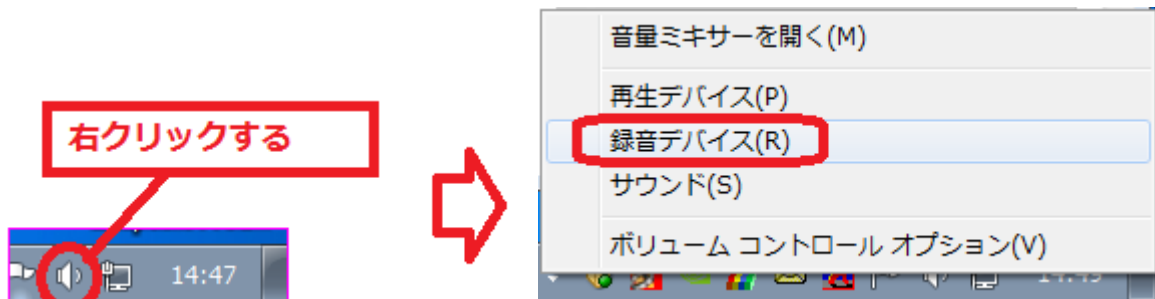 右クリックする
14:47
音量ミキサーを開く(M)
再生デバイス(P)
録音デバイス(R)
サウンド(S)
ボリューム コントロール オプション(V)